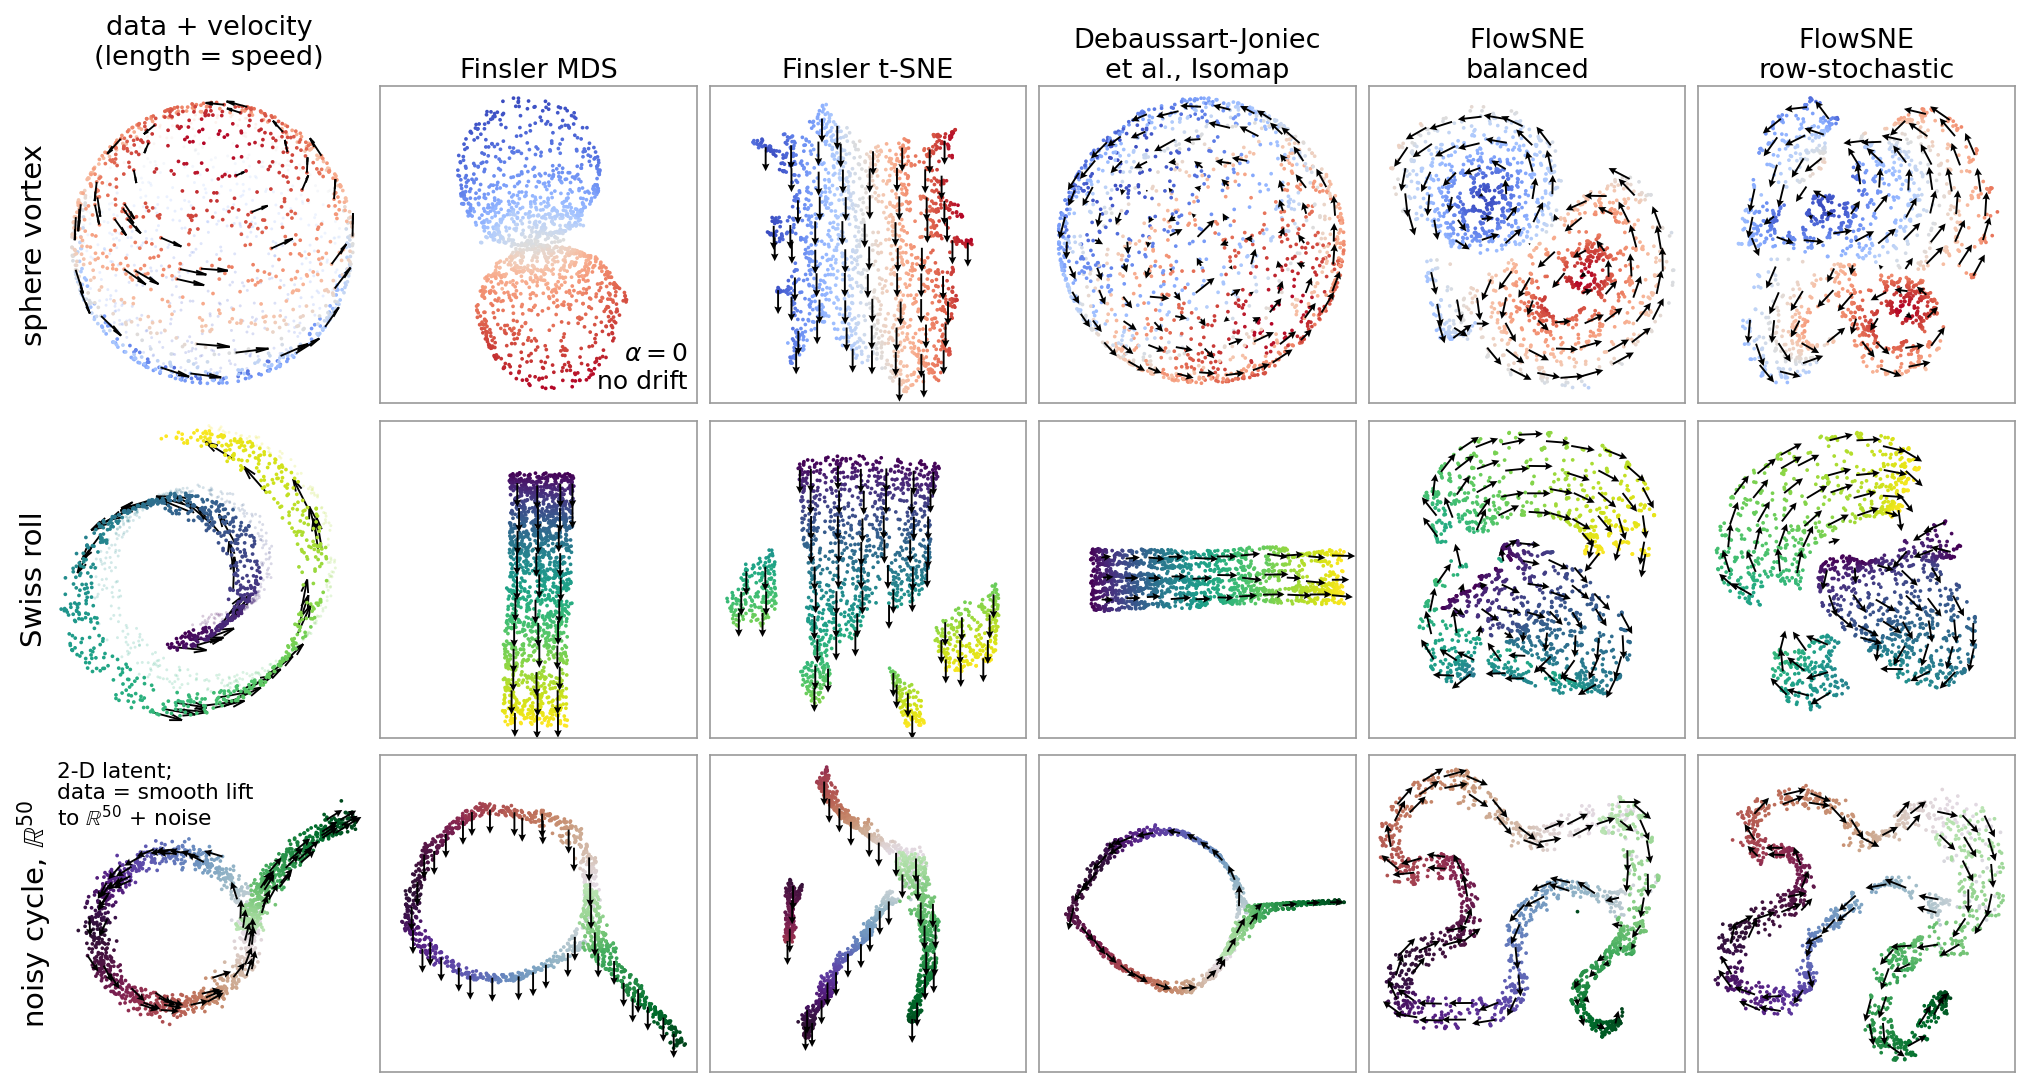 data + velocity
(length = speed)
Finsler MDS
Finsler t-SNE
Debaussart-Joniec
et al., Isomap
FlowSNE
balanced
FlowSNE
row-stochastic
sphere vortex
α = 0
no drift
Swiss roll
noisy cycle, ℝ⁵⁰
2-D latent;
data = smooth lift
to ℝ⁵⁰ + noise